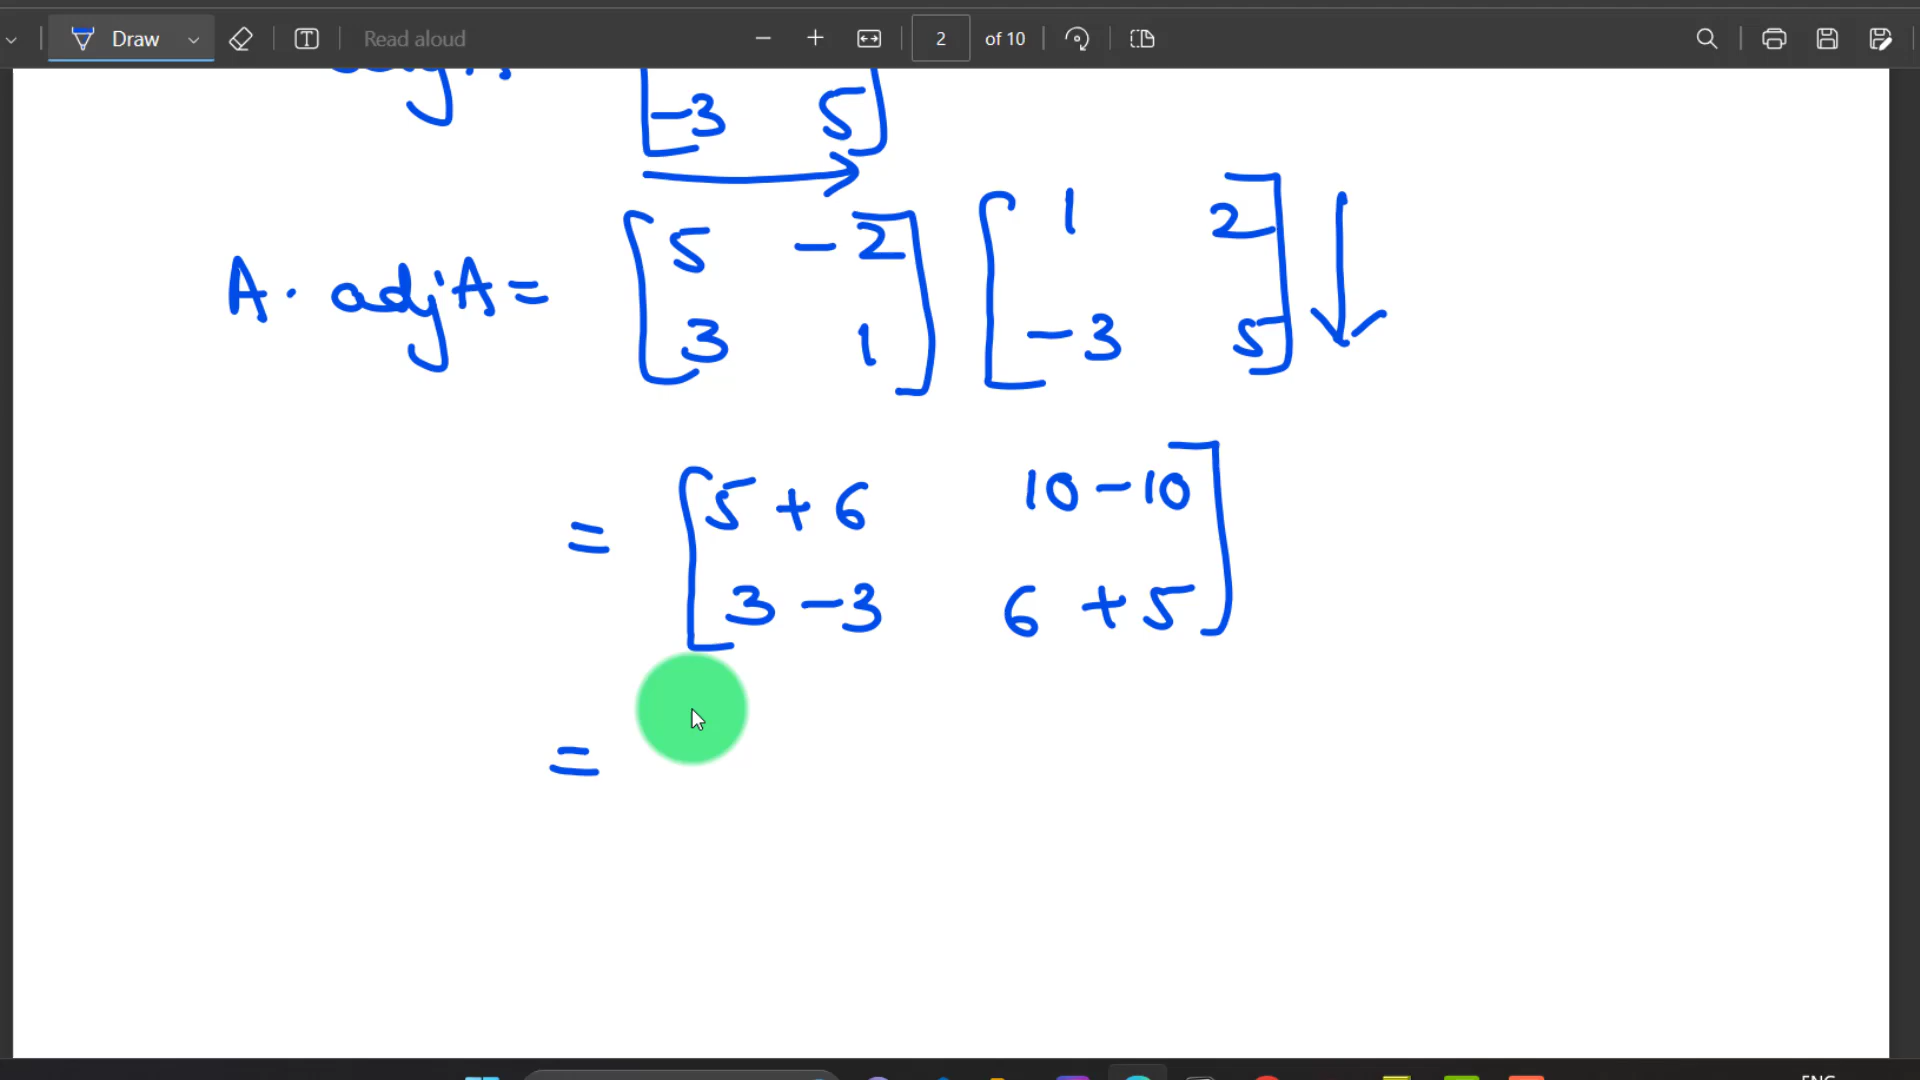 Draw Read aloud 2 of 10
-3 5
A · adjA = [5 -2] [1 2]
[3 1] [-3 5]
= [5 + 6 10 - 10]
[3 - 3 6 + 5]
=